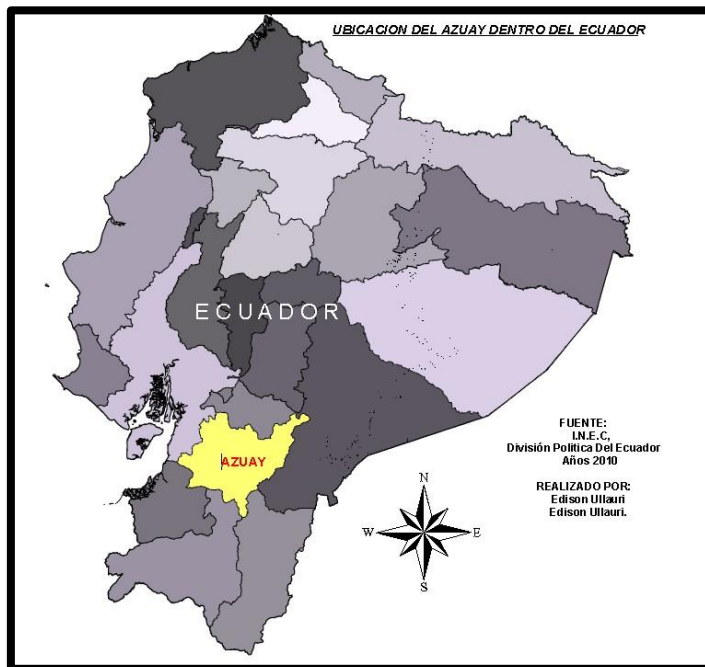 UBICACION DEL AZUAY DENTRO DEL ECUADOR
ECUADOR
AZUAY
FUENTE:
I.N.E.C,
División Política Del Ecuador
Años 2010
REALIZADO POR:
Edison Ullauri
Edison Ullauri.
N
W
E
S